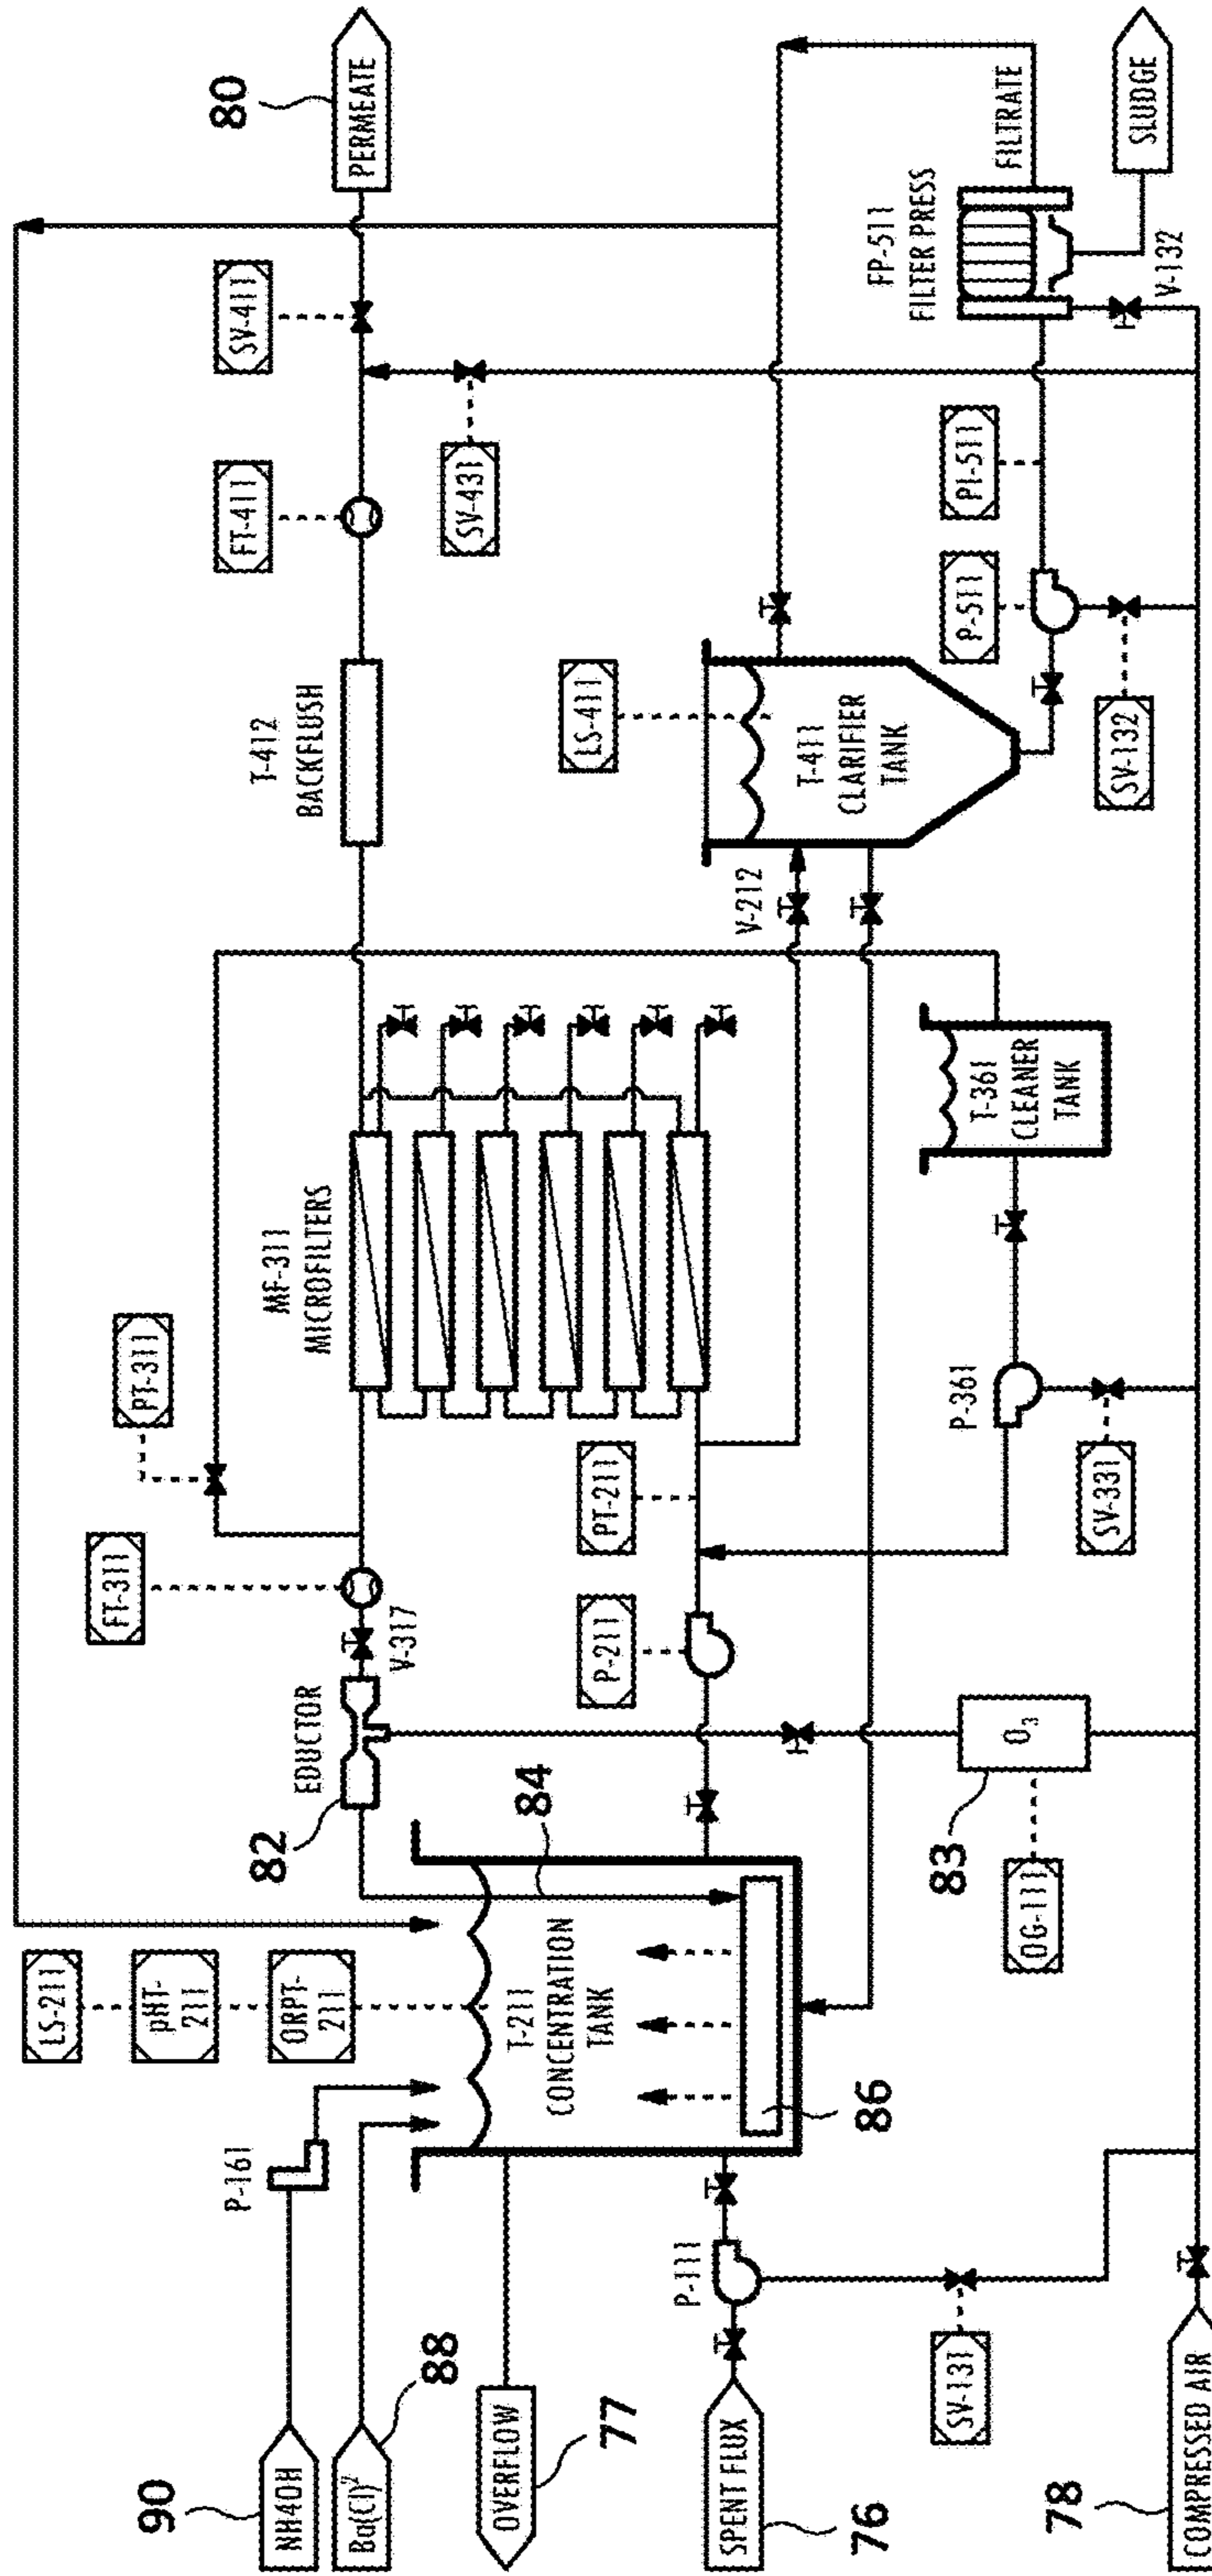 90
NH4OH
P-161
Ba(Cl)²
88
OVERFLOW
77
SPENT FLUX
76
P-111
SV-131
78
COMPRESSED AIR
LS-211
pHT-
211
ORPT-
211
T-211
CONCENTRATION
TANK
86
84
82
EDUCTOR
V-317
FT-311
PT-311
P-211
PT-211
83
O3
OG-111
MF-311
MICROFILTERS
P-361
SV-331
T-361
CLEANER
TANK
V-212
T-411
CLARIFIER
TANK
LS-411
T-412
BACKFLUSH
FT-411
SV-431
SV-411
80
PERMEATE
P-511
PI-511
SV-132
FP-511
FILTER PRESS
V-132
FILTRATE
SLUDGE